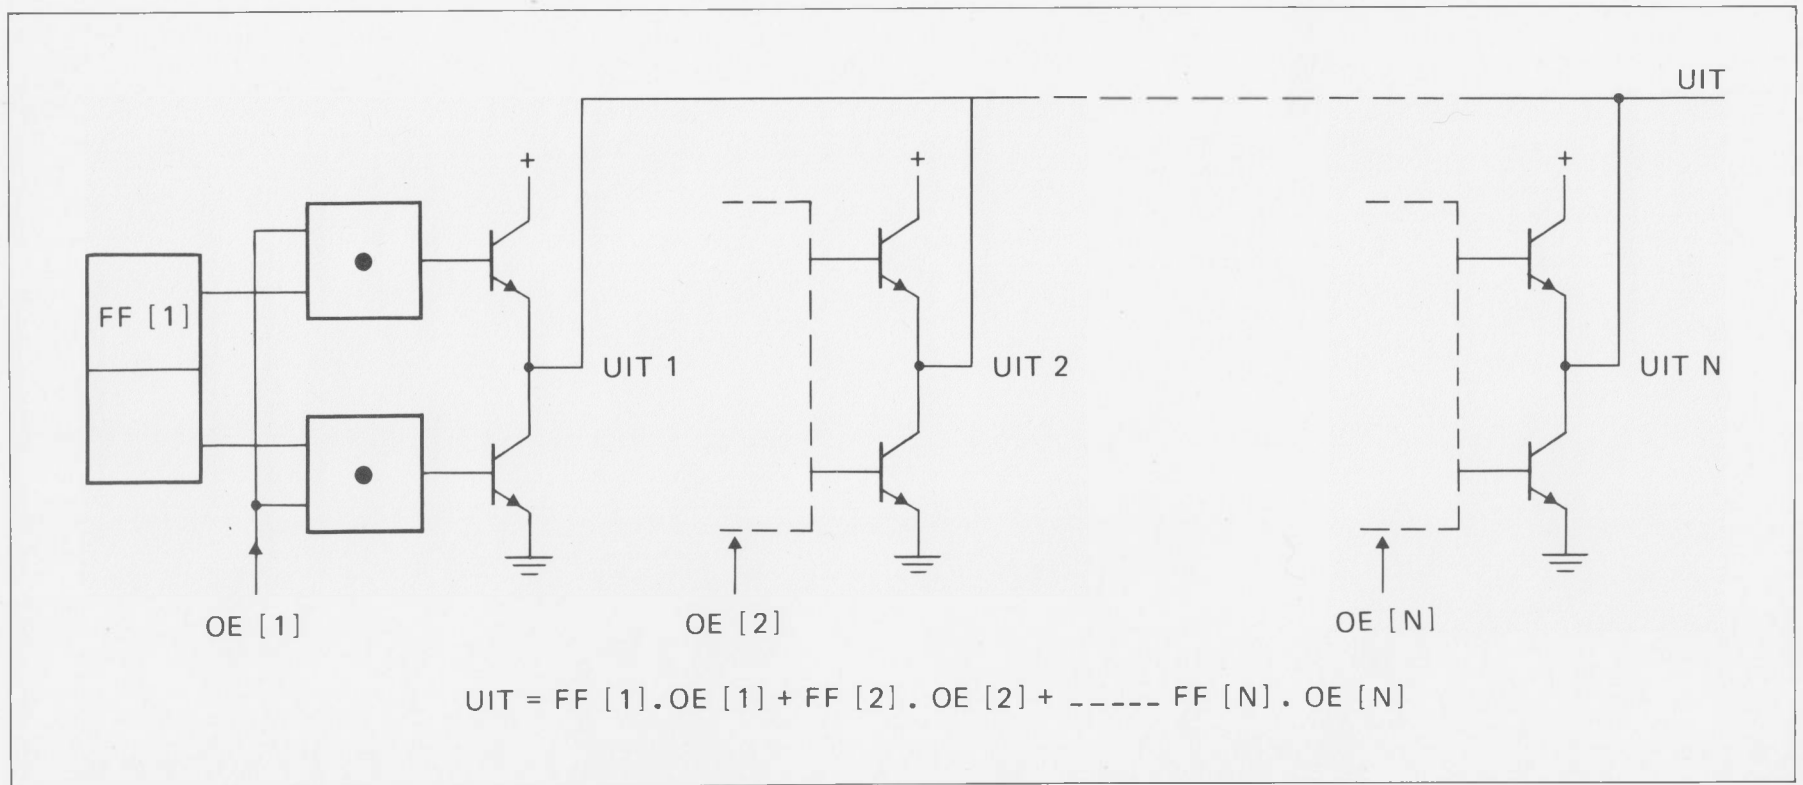 UIT
+
+
+
FF [1]
UIT 1
UIT 2
UIT N
OE [1]
OE [2]
OE [N]
UIT = FF [1].OE [1] + FF [2] . OE [2] + _ _ _ _ _ FF [N] . OE [N]